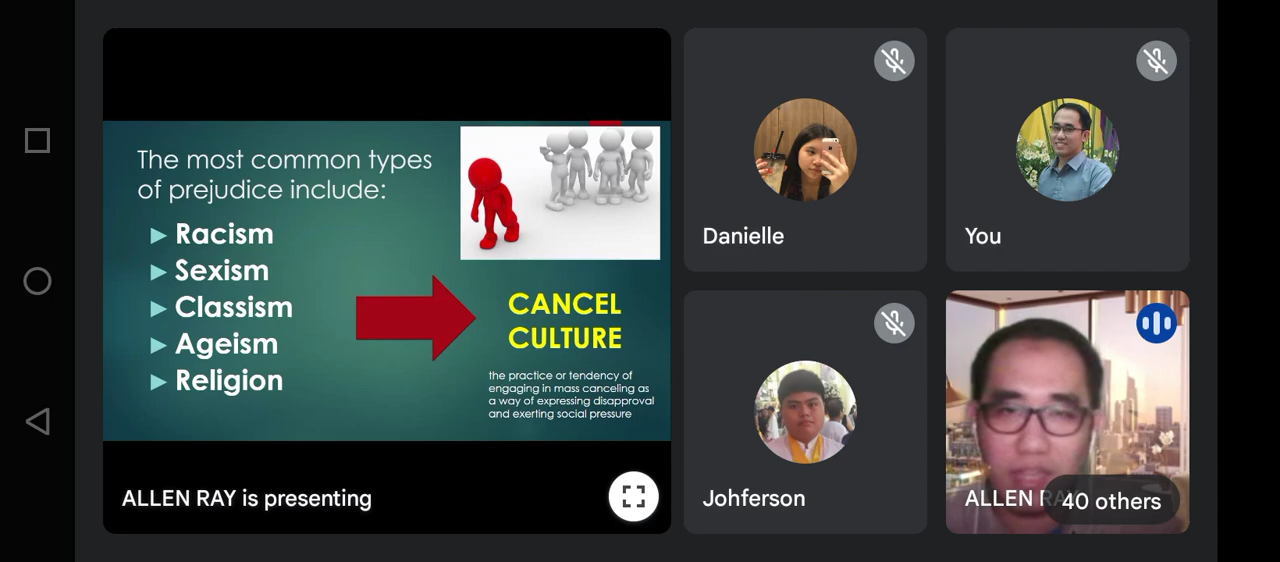 The most common types
of prejudice include:
Racism
Sexism
Classism
Ageism
Religion
CANCEL
CULTURE
the practice or tendency of
engaging in mass canceling as
a way of expressing disapproval
and exerting social pressure
ALLEN RAY is presenting
Danielle
You
Johferson
ALLEN RA
40 others